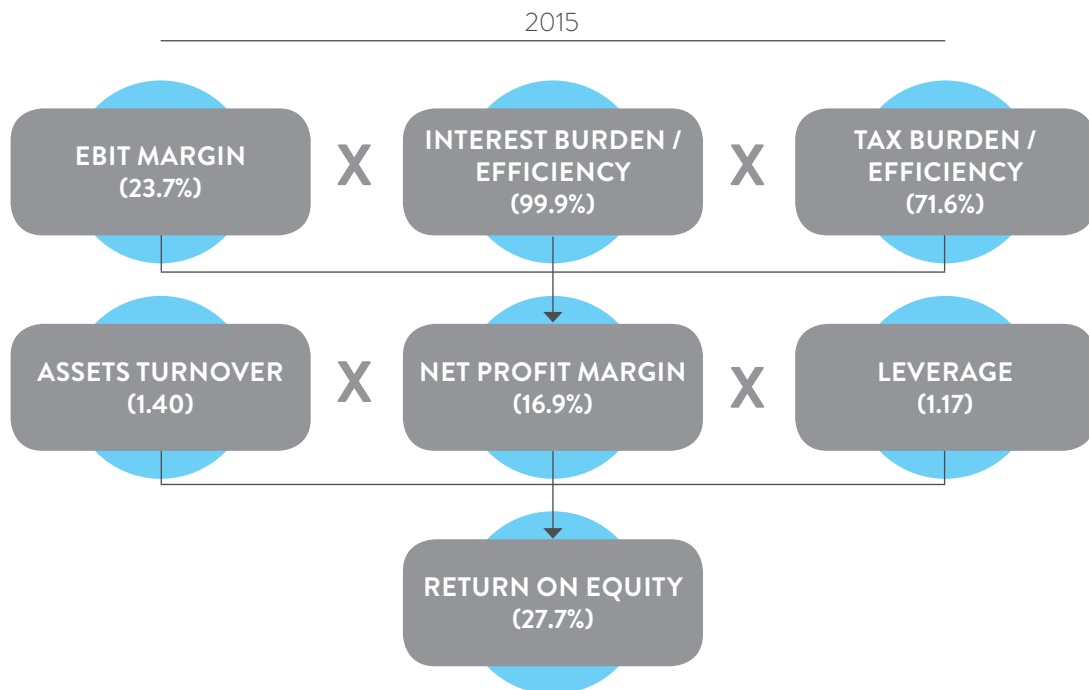 2015
EBIT MARGIN
(23.7%)
X
INTEREST BURDEN /
EFFICIENCY
(99.9%)
X
TAX BURDEN /
EFFICIENCY
(71.6%)
ASSETS TURNOVER
(1.40)
X
NET PROFIT MARGIN
(16.9%)
X
LEVERAGE
(1.17)
RETURN ON EQUITY
(27.7%)